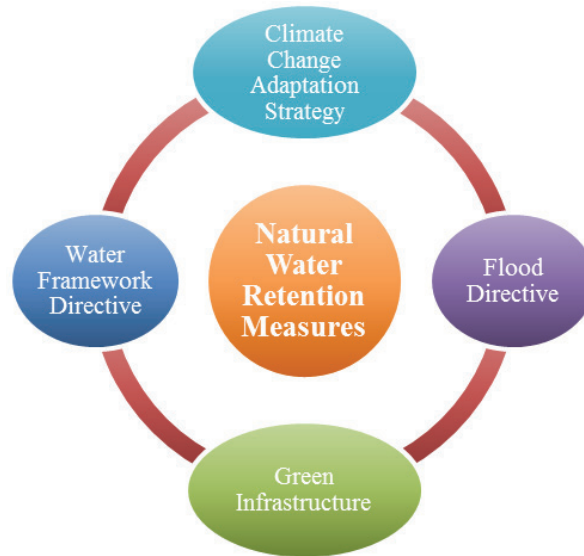 Climate
Change
Adaptation
Strategy
Water
Framework
Directive
Natural
Water
Retention
Measures
Flood
Directive
Green
Infrastructure